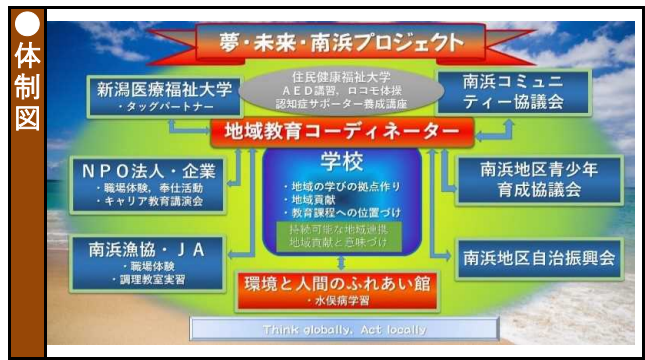 ●体制図
夢・未来・南浜プロジェクト
新潟医療福祉大学
・タッグパートナー
住民健康福祉大学
AED講習，ロコモ体操
認知症サポーター養成講座
南浜コミュニ
ティー協議会
地域教育コーディネーター
NPO法人・企業
・職場体験，奉仕活動
・キャリア教育講演会
学校
・地域の学びの拠点作り
・地域貢献
・教育課程への位置づけ
持続可能な地域連携
地域貢献と意味づけ
南浜地区青少年
育成協議会
南浜漁協・JA
・職場体験
・調理教室実習
南浜地区自治振興会
環境と人間のふれあい館
・水俣病学習
Think globally, Act locally